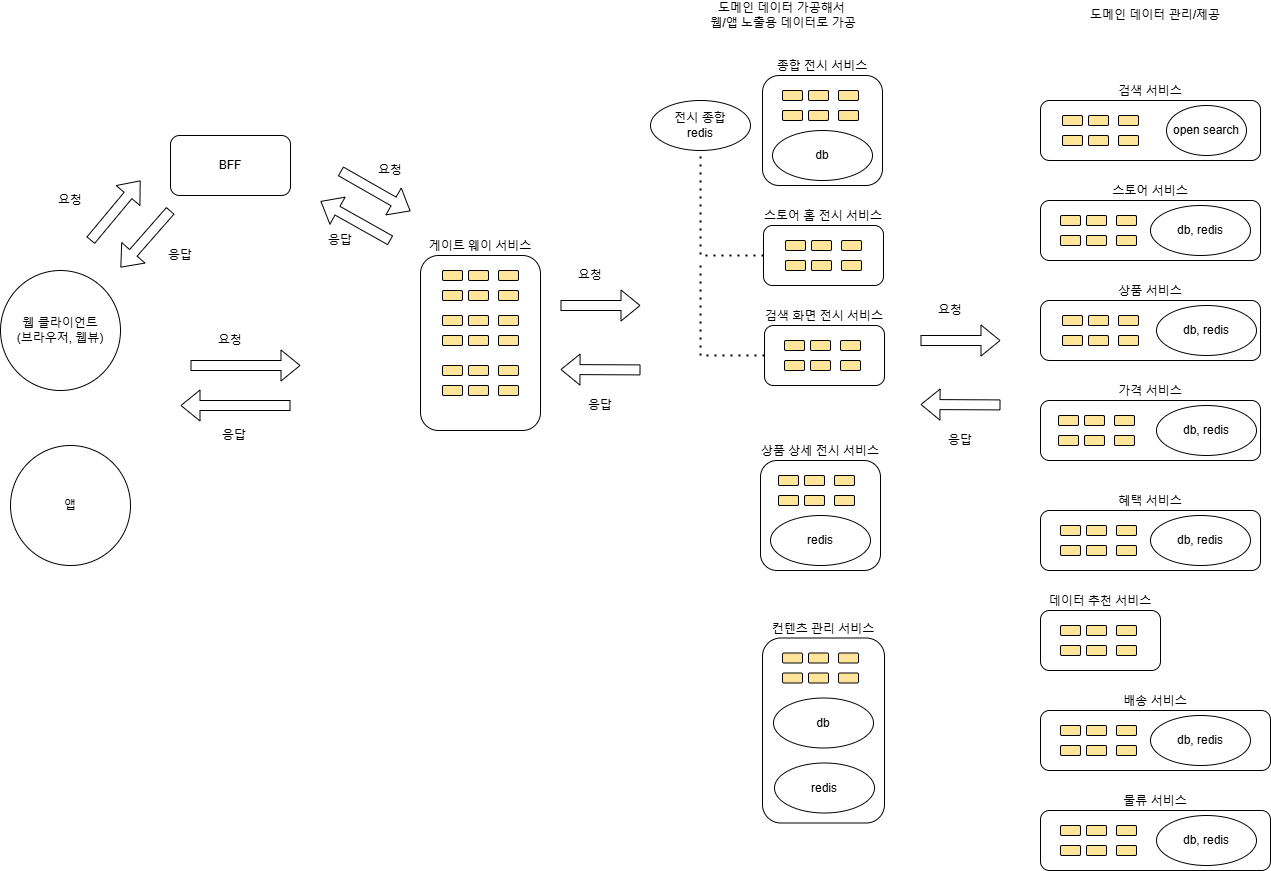 도메인 데이터 가공해서
웹/앱 노출용 데이터로 가공
도메인 데이터 관리/제공
종합 전시 서비스
전시 종합
redis
db
스토어 홈 전시 서비스
검색 화면 전시 서비스
상품 상세 전시 서비스
redis
컨텐츠 관리 서비스
db
redis
검색 서비스
open search
스토어 서비스
db, redis
상품 서비스
db, redis
가격 서비스
db, redis
혜택 서비스
db, redis
데이터 추천 서비스
배송 서비스
db, redis
물류 서비스
db, redis
BFF
요청
응답
요청
응답
게이트 웨이 서비스
웹 클라이언트
(브라우저, 웹뷰)
요청
응답
앱
요청
응답
요청
응답